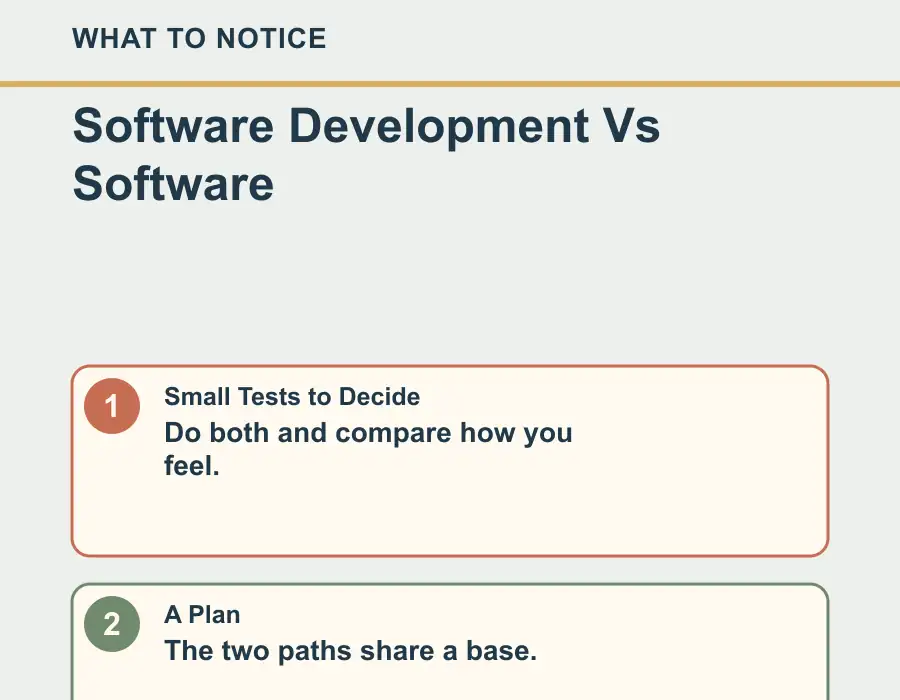 WHAT TO NOTICE
Software Development Vs
Software
1
Small Tests to Decide
Do both and compare how you
feel.
2
A Plan
The two paths share a base.